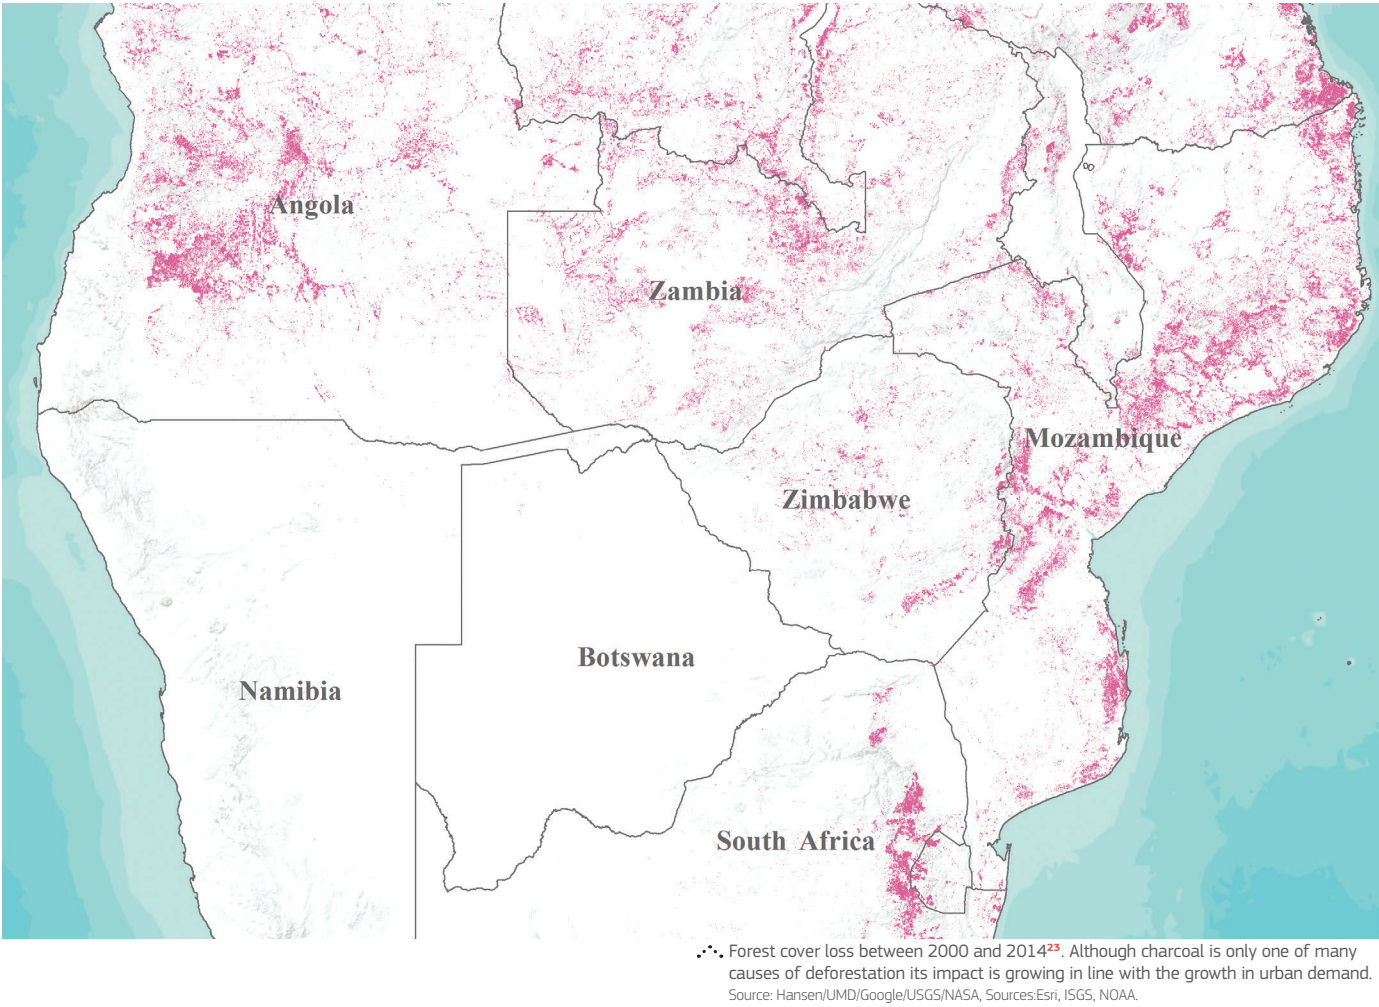 Angola
Zambia
Mozambique
Zimbabwe
Botswana
Namibia
South Africa
Forest cover loss between 2000 and 2014²³. Although charcoal is only one of many
causes of deforestation its impact is growing in line with the growth in urban demand.
Source: Hansen/UMD/Google/USGS/NASA, Sources:Esri, ISGS, NOAA.